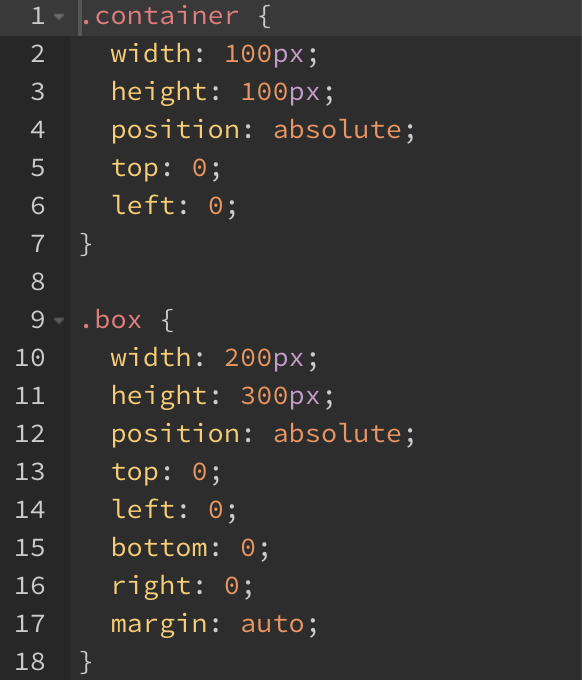 1 .container {
2 width: 100px;
3 height: 100px;
4 position: absolute;
5 top: 0;
6 left: 0;
7 }
8
9 .box {
10 width: 200px;
11 height: 300px;
12 position: absolute;
13 top: 0;
14 left: 0;
15 bottom: 0;
16 right: 0;
17 margin: auto;
18 }